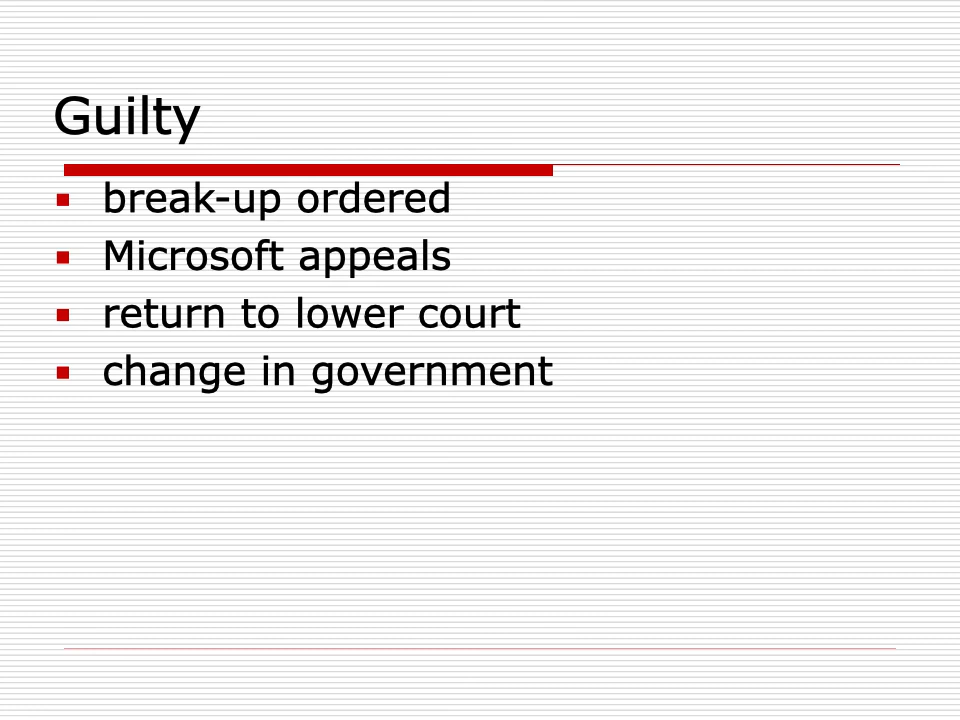 Guilty
break-up ordered
Microsoft appeals
return to lower court
change in government